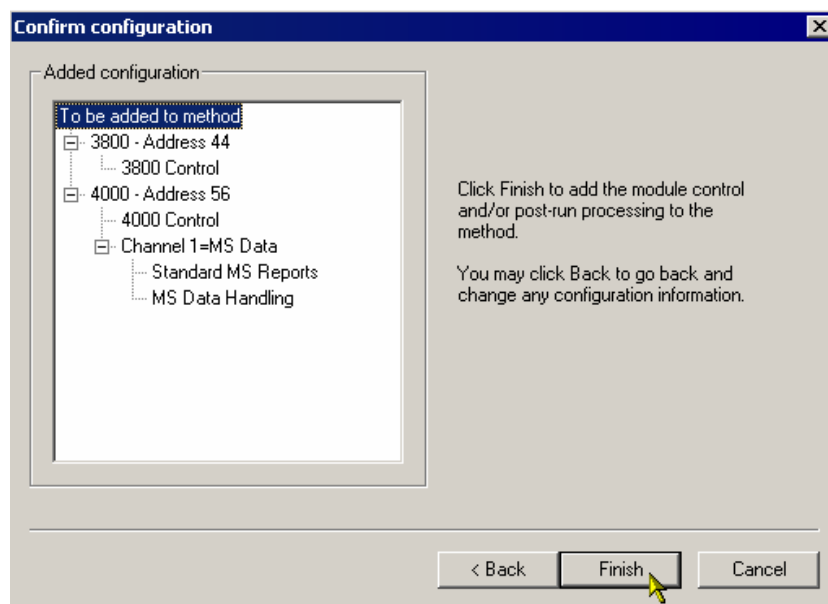 Confirm configuration
Added configuration
To be added to method
3800 - Address 44
3800 Control
4000 - Address 56
4000 Control
Channel 1=MS Data
Standard MS Reports
MS Data Handling
Click Finish to add the module control
and/or post-run processing to the
method.
You may click Back to go back and
change any configuration information.
< Back
Finish
Cancel